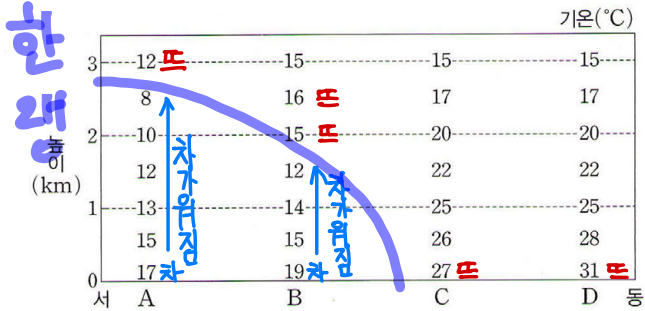 한랭
기온(℃)
높이(km)
3 12 뜨 15 15 15
8 16 뜨 17 17
2 10 15 뜨 20 20
12 12 22 22
1 13 14 25 25
15 15 26 28
0 17 차 19 차 27 뜨 31 뜨
차가워짐
차가워짐
서 A B C D 동